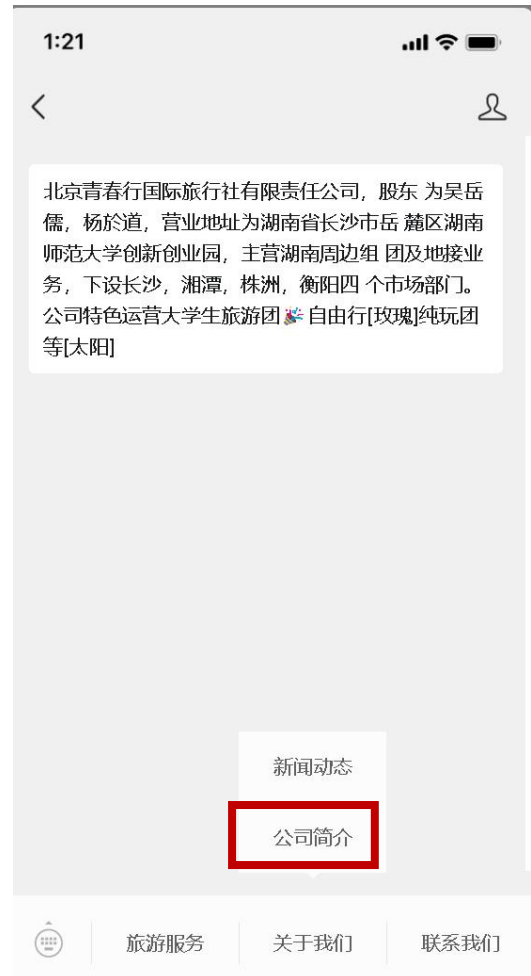 1:21
北京青春行国际旅行社有限责任公司，股东 为吴岳
儒，杨於道，营业地址为湖南省长沙市岳 麓区湖南
师范大学创新创业园，主营湖南周边组 团及地接业
务，下设长沙，湘潭，株洲，衡阳四 个市场部门。
公司特色运营大学生旅游团🎉自由行[玫瑰]纯玩团
等[太阳]
新闻动态
公司简介
旅游服务
关于我们
联系我们